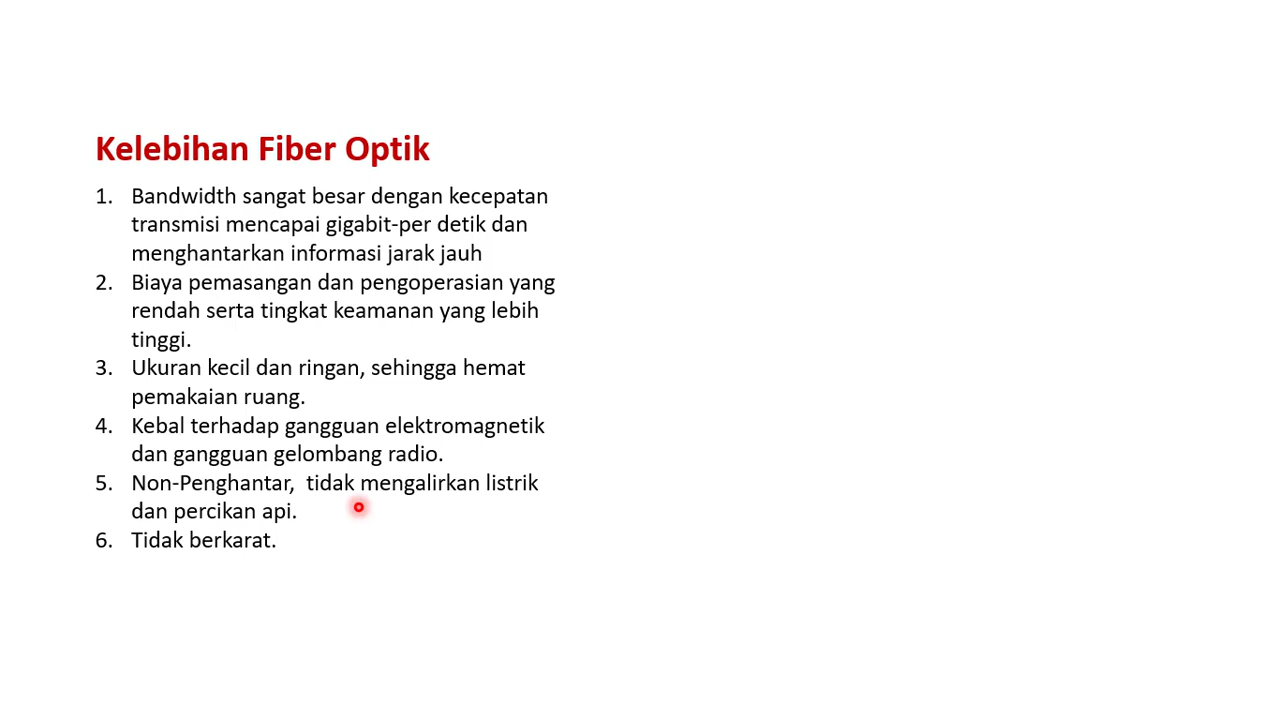 Kelebihan Fiber Optik
1. Bandwidth sangat besar dengan kecepatan
transmisi mencapai gigabit-per detik dan
menghantarkan informasi jarak jauh
2. Biaya pemasangan dan pengoperasian yang
rendah serta tingkat keamanan yang lebih
tinggi.
3. Ukuran kecil dan ringan, sehingga hemat
pemakaian ruang.
4. Kebal terhadap gangguan elektromagnetik
dan gangguan gelombang radio.
5. Non-Penghantar,  tidak mengalirkan listrik
dan percikan api.
6. Tidak berkarat.